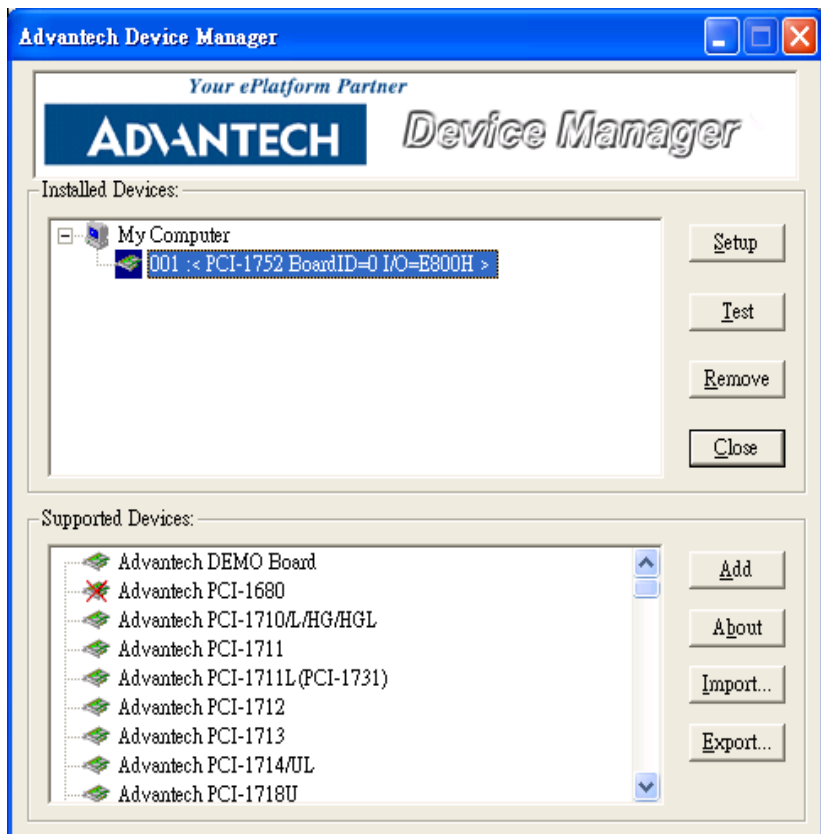 Advantech Device Manager
Your ePlatform Partner
ADVANTECH Device Manager
Installed Devices:
My Computer
001 :< PCI-1752 BoardID=0 I/O=E800H >
Setup
Test
Remove
Close
Supported Devices:
Advantech DEMO Board
Advantech PCI-1680
Advantech PCI-1710/L/HG/HGL
Advantech PCI-1711
Advantech PCI-1711L(PCI-1731)
Advantech PCI-1712
Advantech PCI-1713
Advantech PCI-1714/UL
Advantech PCI-1718U
Add
About
Import...
Export...